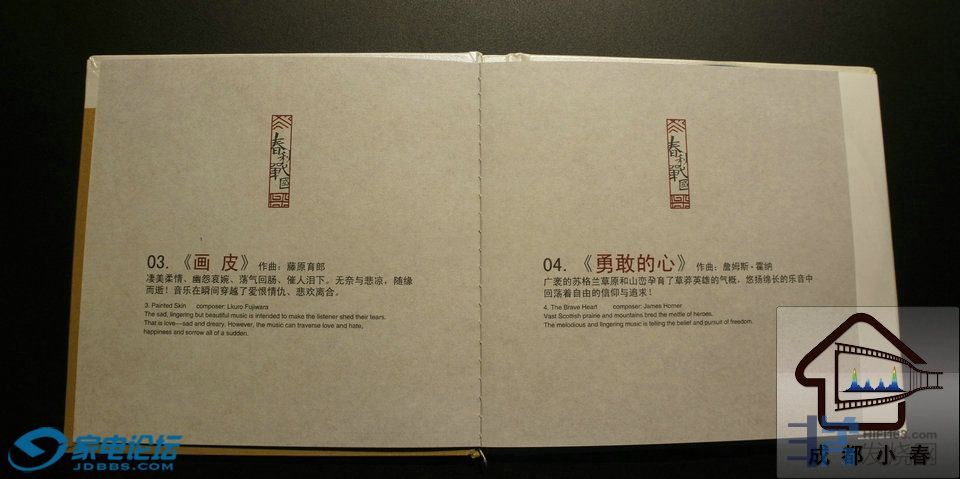 春秋戰國
03.《画 皮》作曲：藤原育郎
凄美柔情、幽怨哀婉、荡气回肠、催人泪下。无奈与悲凉，随缘
而逝！音乐在瞬间穿越了爱恨情仇、悲欢离合。
3. Painted Skin composer: Lkuro Fujiwara
The sad, lingering but beautiful music is intended to make the listener shed their tears.
That is love---sad and dreary. However, the music can traverse love and hate,
happiness and sorrow all of a sudden.
春秋戰國
04.《勇敢的心》作曲：詹姆斯·霍纳
广袤的苏格兰草原和山峦孕育了草莽英雄的气概，悠扬绵长的乐音中
回荡着自由的信仰与追求！
4. The Brave Heart composer: James Horner
Vast Scottish prairie and mountains bred the mettle of heroes.
The melodious and lingering music is telling the belief and pursuit of freedom.
家电论坛
JDBBS.COM
成都小春